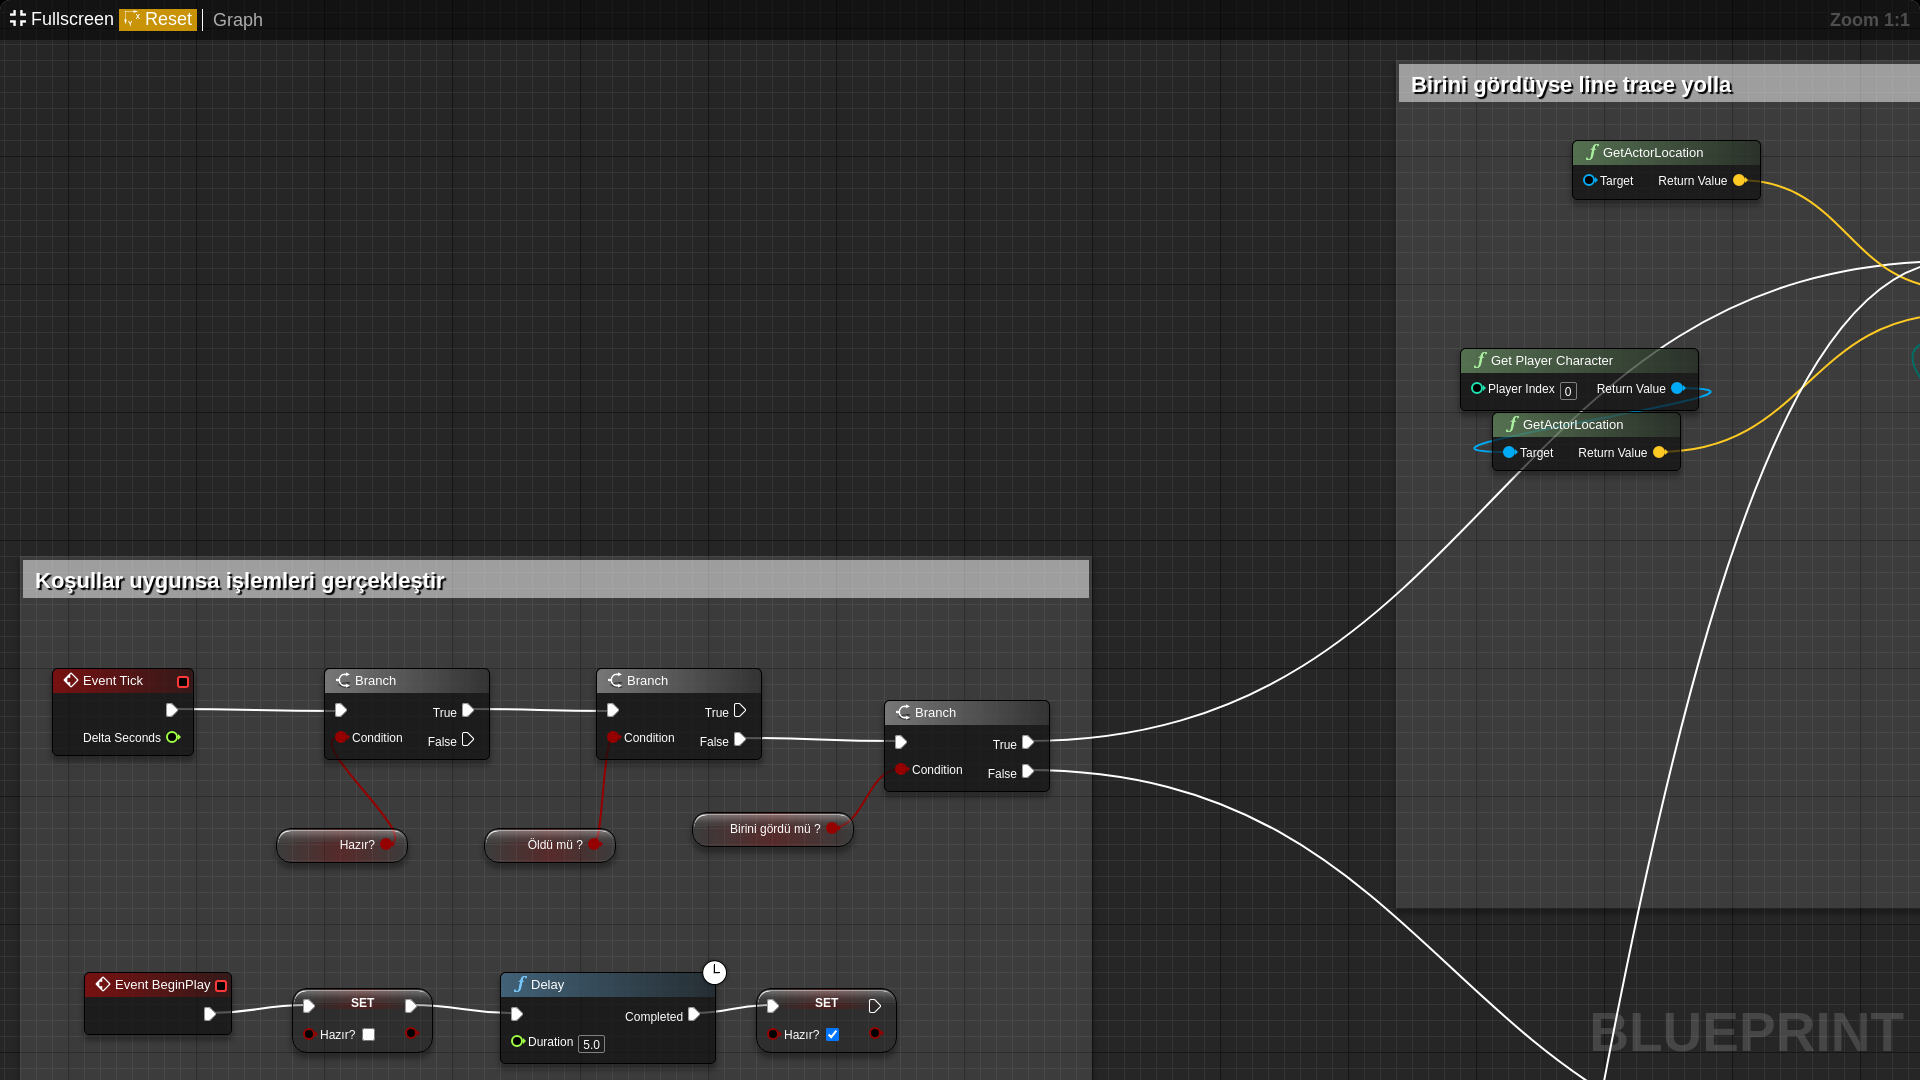 Fullscreen Reset Graph
Zoom 1:1
Birini gördüyse line trace yolla
GetActorLocation
Target Return Value
Get Player Character
Player Index 0 Return Value
GetActorLocation
Target Return Value
Koşullar uygunsa işlemleri gerçekleştir
Event Tick
Delta Seconds
Branch
True
Condition
False
Branch
True
Condition
False
Branch
True
Condition
False
Hazır?
Öldü mü ?
Birini gördü mü ?
Event BeginPlay
SET
Hazır?
Delay
Completed
Duration 5.0
SET
Hazır?
BLUEPRINT